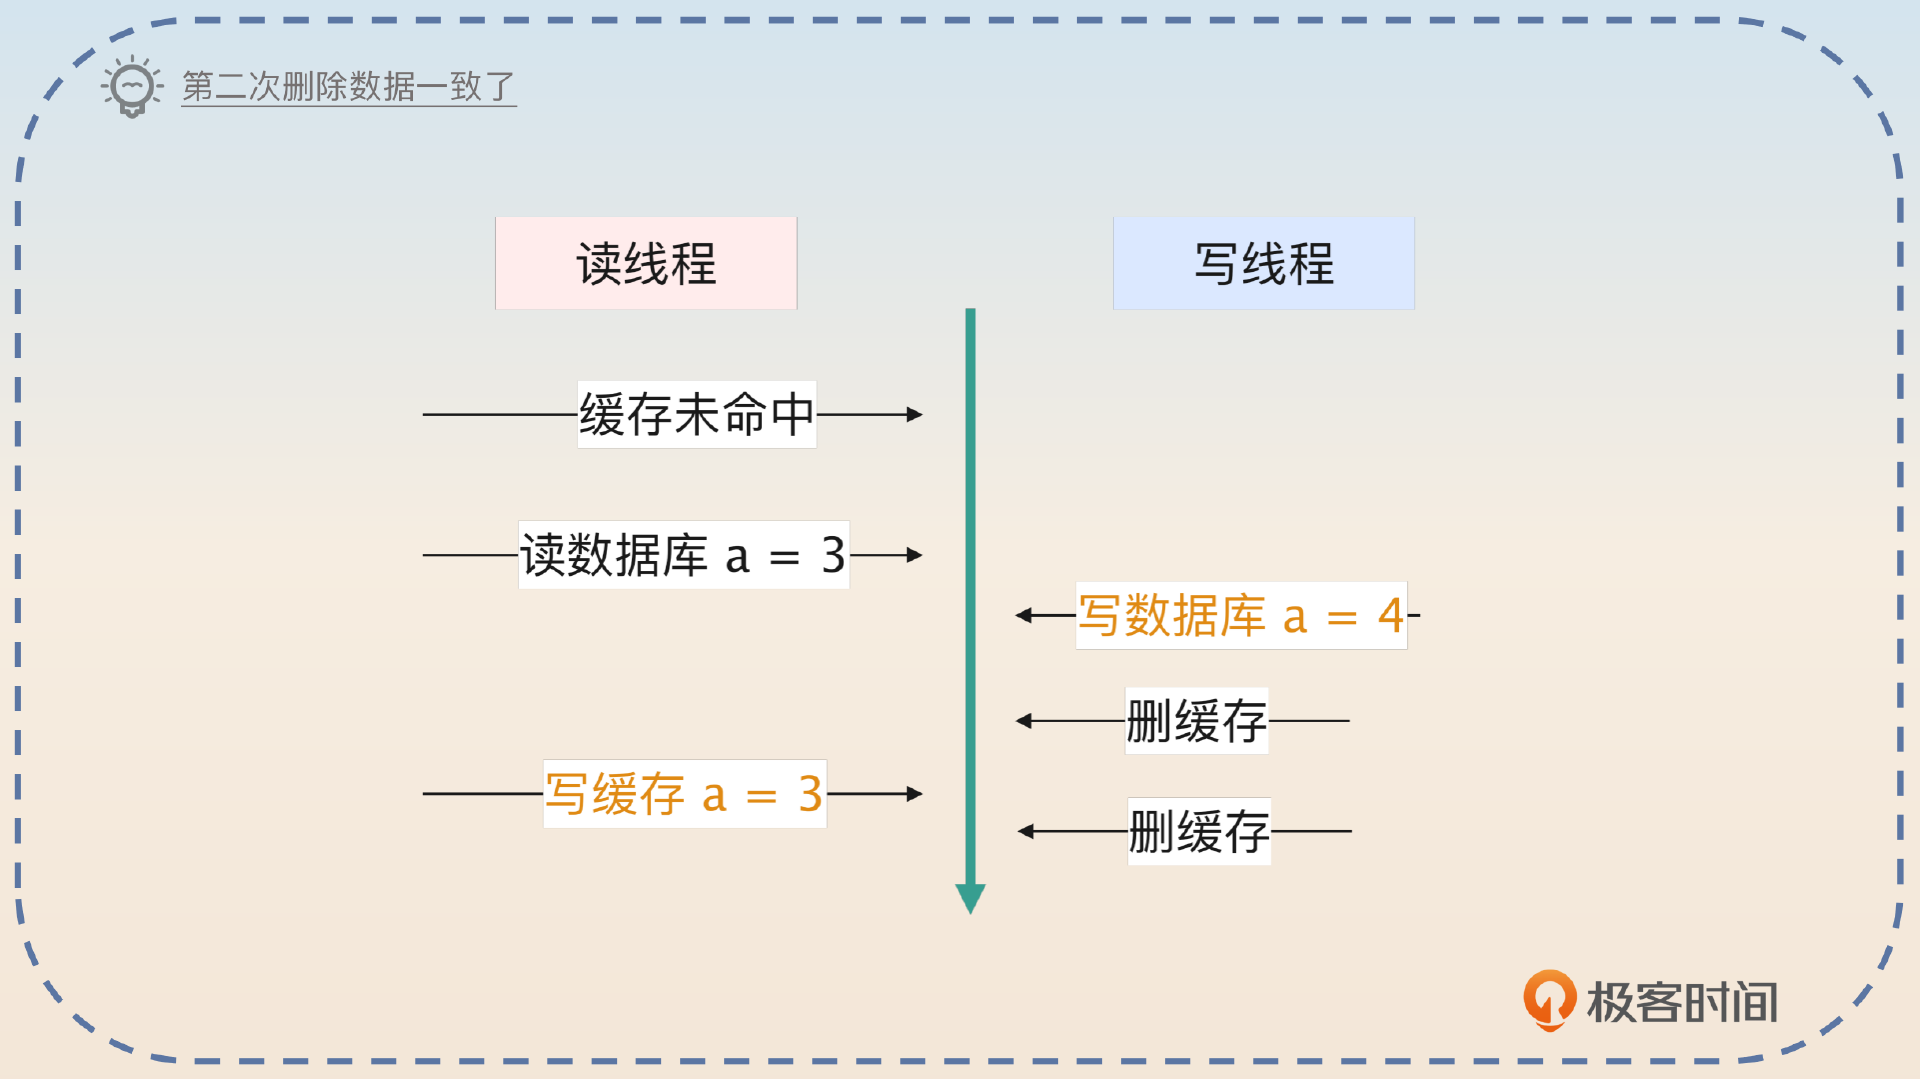 第二次删除数据一致了
读线程
写线程
缓存未命中
读数据库 a = 3
写数据库 a = 4
删缓存
写缓存 a = 3
删缓存
极客时间